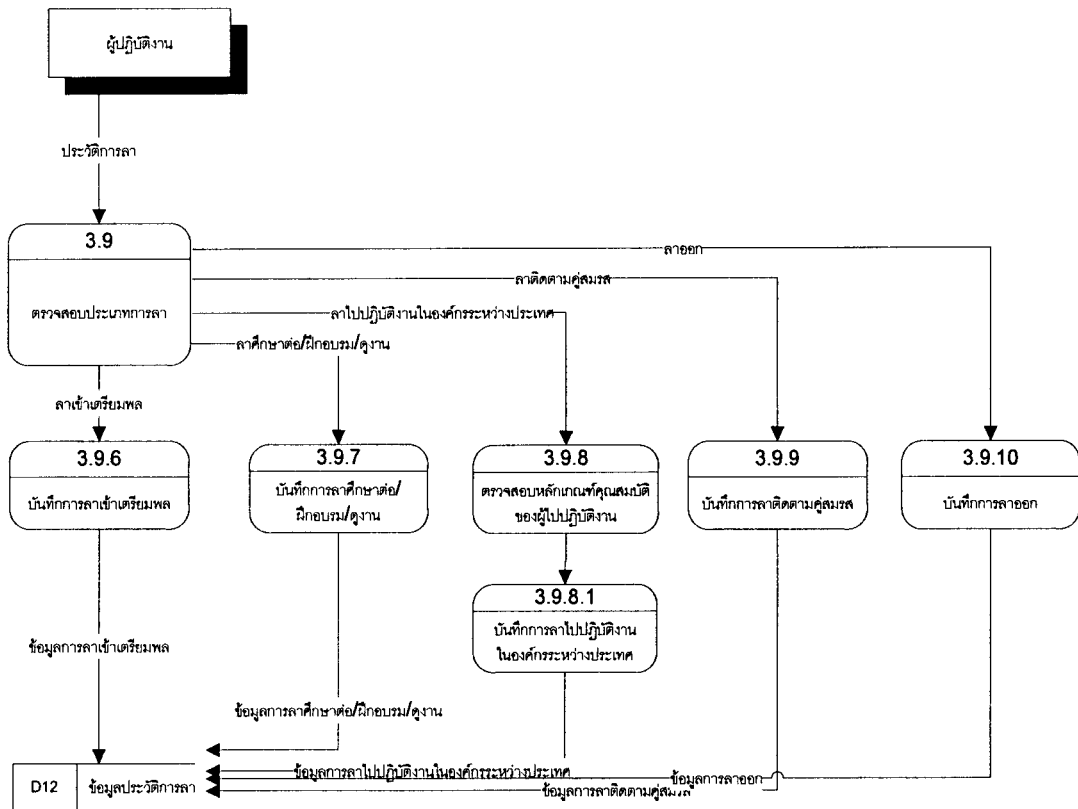 ผู้ปฏิบัติงาน
ประวัติการลา
3.9
ตรวจสอบประเภทการลา
ลาออก
ลาติดตามคู่สมรส
ลาไปปฏิบัติงานในองค์กรระหว่างประเทศ
ลาศึกษาต่อ/ฝึกอบรม/ดูงาน
ลาเข้าเตรียมพล
3.9.6
บันทึกการลาเข้าเตรียมพล
3.9.7
บันทึกการลาศึกษาต่อ/
ฝึกอบรม/ดูงาน
3.9.8
ตรวจสอบหลักเกณฑ์คุณสมบัติ
ของผู้ไปปฏิบัติงาน
3.9.9
บันทึกการลาติดตามคู่สมรส
3.9.10
บันทึกการลาออก
3.9.8.1
บันทึกการลาไปปฏิบัติงาน
ในองค์กรระหว่างประเทศ
ข้อมูลการลาเข้าเตรียมพล
ข้อมูลการลาศึกษาต่อ/ฝึกอบรม/ดูงาน
ข้อมูลการลาไปปฏิบัติงานในองค์กรระหว่างประเทศ
ข้อมูลการลาออก
ข้อมูลการลาติดตามคู่สมรส
D12
ข้อมูลประวัติการลา